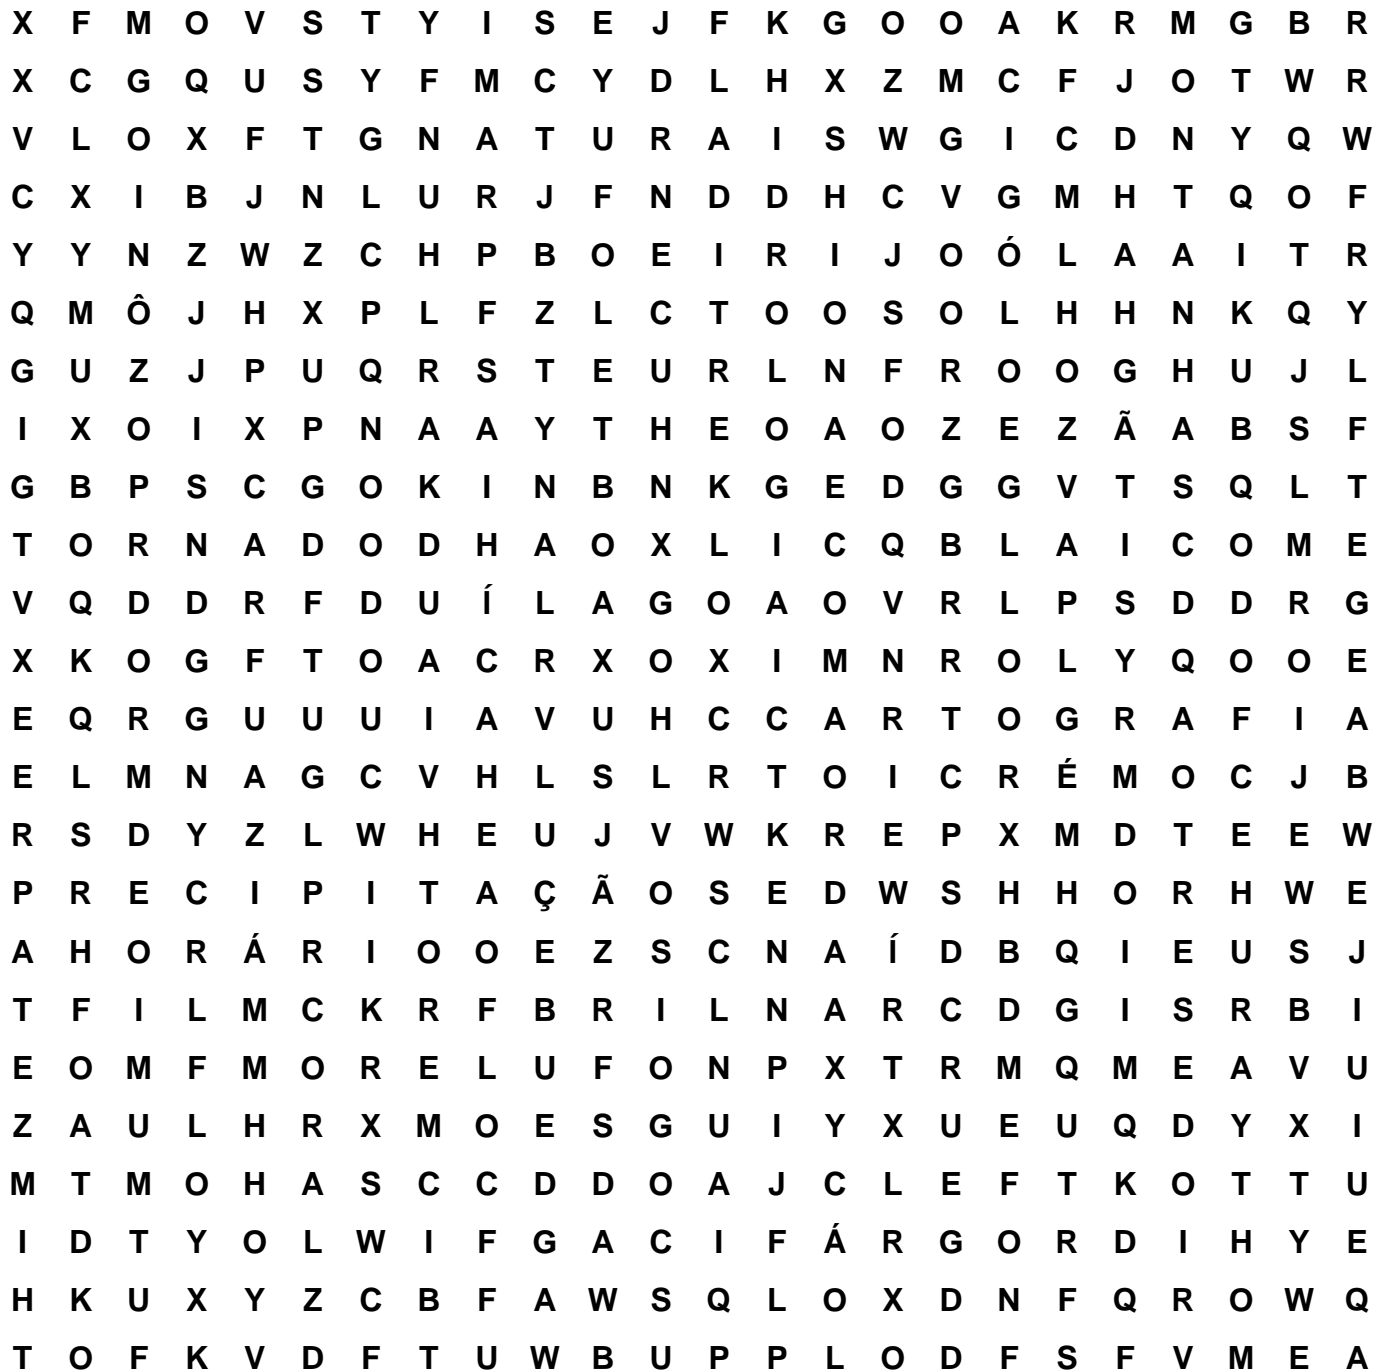 X F M O V S T Y I S E J F K G O O A K R M G B R
X C G Q U S Y F M C Y D L H X Z M C F J O T W R
V L O X F T G N A T U R A I S W G I C D N Y Q W
C X I B J N L U R J F N D D H C V G M H T Q O F
Y Y N Z W Z C H P B O E I R I J O Ó L A A I T R
Q M Ô J H X P L F Z L C T O O S O L H H N K Q Y
G U Z J P U Q R S T E U R L N F R O O G H U J L
I X O I X P N A A Y T H E O A O Z E Z Ã A B S F
G B P S C G O K I N B N K G E D G G V T S Q L T
T O R N A D O D H A O X L I C Q B L A I C O M E
V Q D D R F D U Í L A G O A O V R L P S D D R G
X K O G F T O A C R X O X I M N R O L Y Q O O E
E Q R G U U U I A V U H C C A R T O G R A F I A
E L M N A G C V H L S L R T O I C R É M O C J B
R S D Y Z L W H E U J V W K R E P X M D T E E W
P R E C I P I T A Ç Ã O S E D W S H H O R H W E
A H O R Á R I O O E Z S C N A Í D B Q I E U S J
T F I L M C K R F B R I L N A R C D G I S R B I
E O M F M O R E L U F O N P X T R M Q M E A V U
Z A U L H R X M O E S G U I Y X U E U Q D Y X I
M T M O H A S C C D D O A J C L E F T K O T T U
I D T Y O L W I F G A C I F Á R G O R D I H Y E
H K U X Y Z C B F A W S Q L O X D N F Q R O W Q
T O F K V D F T U W B U P P L O D F S F V M E A